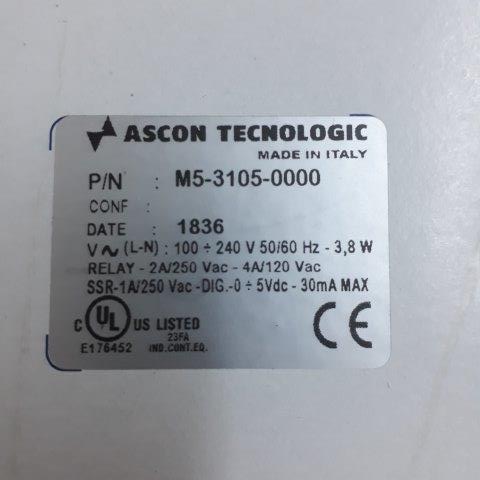 ASCON TECNOLOGIC
MADE IN ITALY
P/N : M5-3105-0000
CONF :
DATE : 1836
V ~ (L-N) : 100 ÷ 240 V 50/60 Hz - 3,8 W
RELAY - 2A/250 Vac - 4A/120 Vac
SSR-1A/250 Vac -DIG.-0 ÷ 5Vdc - 30mA MAX
C UL US LISTED
23FA
E176452 IND.CONT.EQ.
CE